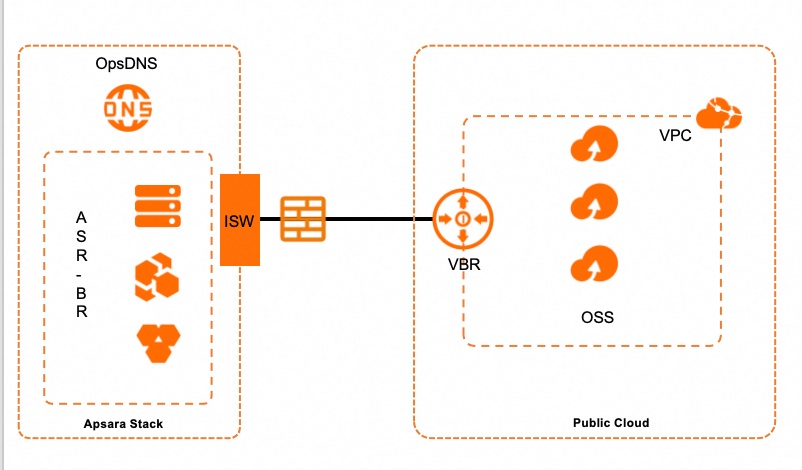 OpsDNS
DNS
A
S
R
-
B
R
ISW
Apsara Stack
VBR
VPC
OSS
Public Cloud